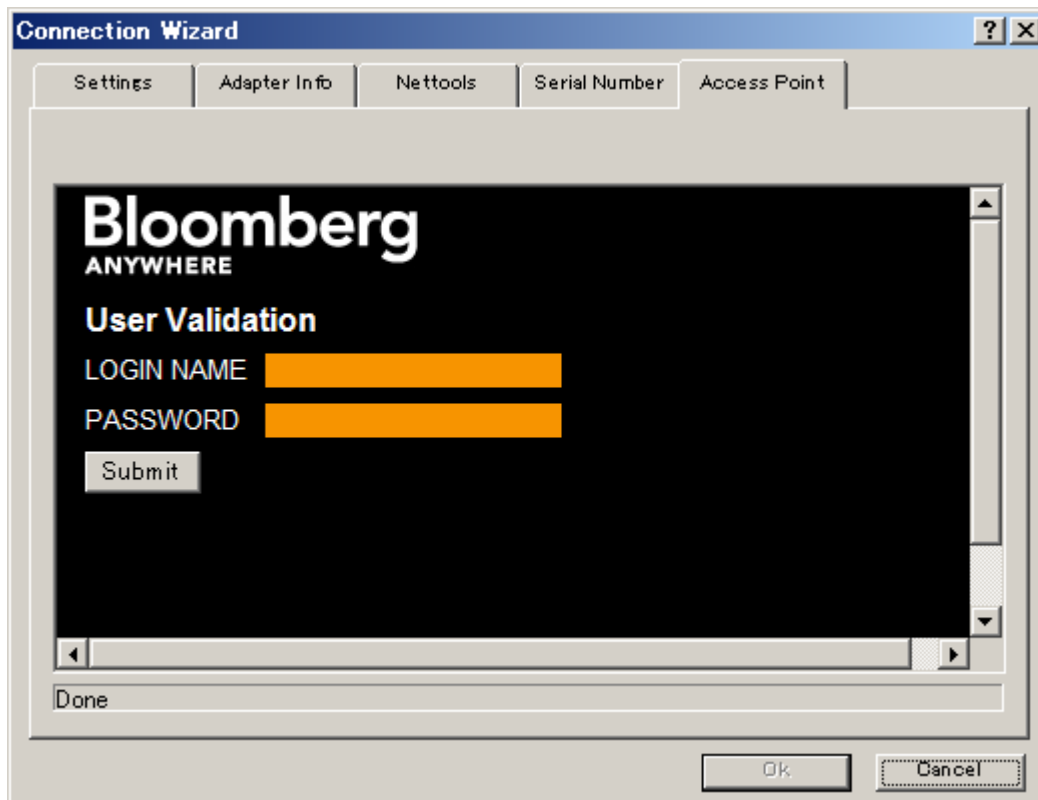 Connection Wizard
Settings Adapter Info Nettools Serial Number Access Point
Bloomberg
ANYWHERE
User Validation
LOGIN NAME
PASSWORD
Submit
Done
Ok Cancel